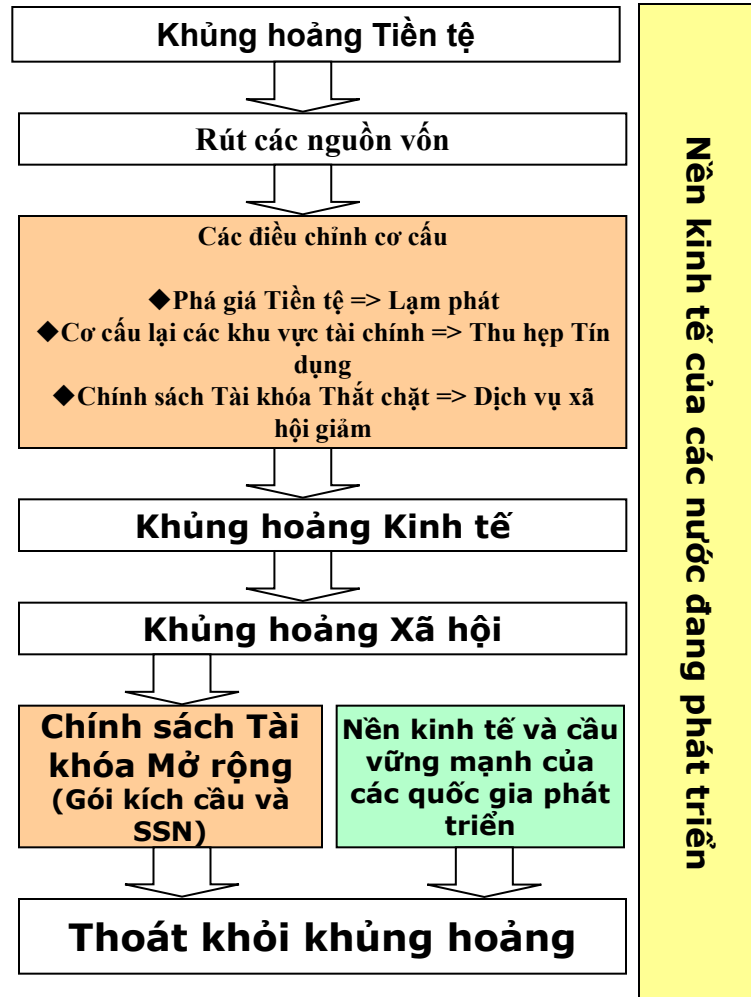 Khủng hoảng Tiền tệ
Rút các nguồn vốn
Các điều chỉnh cơ cấu
◆Phá giá Tiền tệ => Lạm phát
◆Cơ cấu lại các khu vực tài chính => Thu hẹp Tín
dụng
◆Chính sách Tài khóa Thắt chặt => Dịch vụ xã
hội giảm
Khủng hoảng Kinh tế
Khủng hoảng Xã hội
Chính sách Tài
khóa Mở rộng
(Gói kích cầu và
SSN)
Nền kinh tế và cầu
vững mạnh của
các quốc gia phát
triển
Thoát khỏi khủng hoảng
Nền kinh tế của các nước đang phát triển